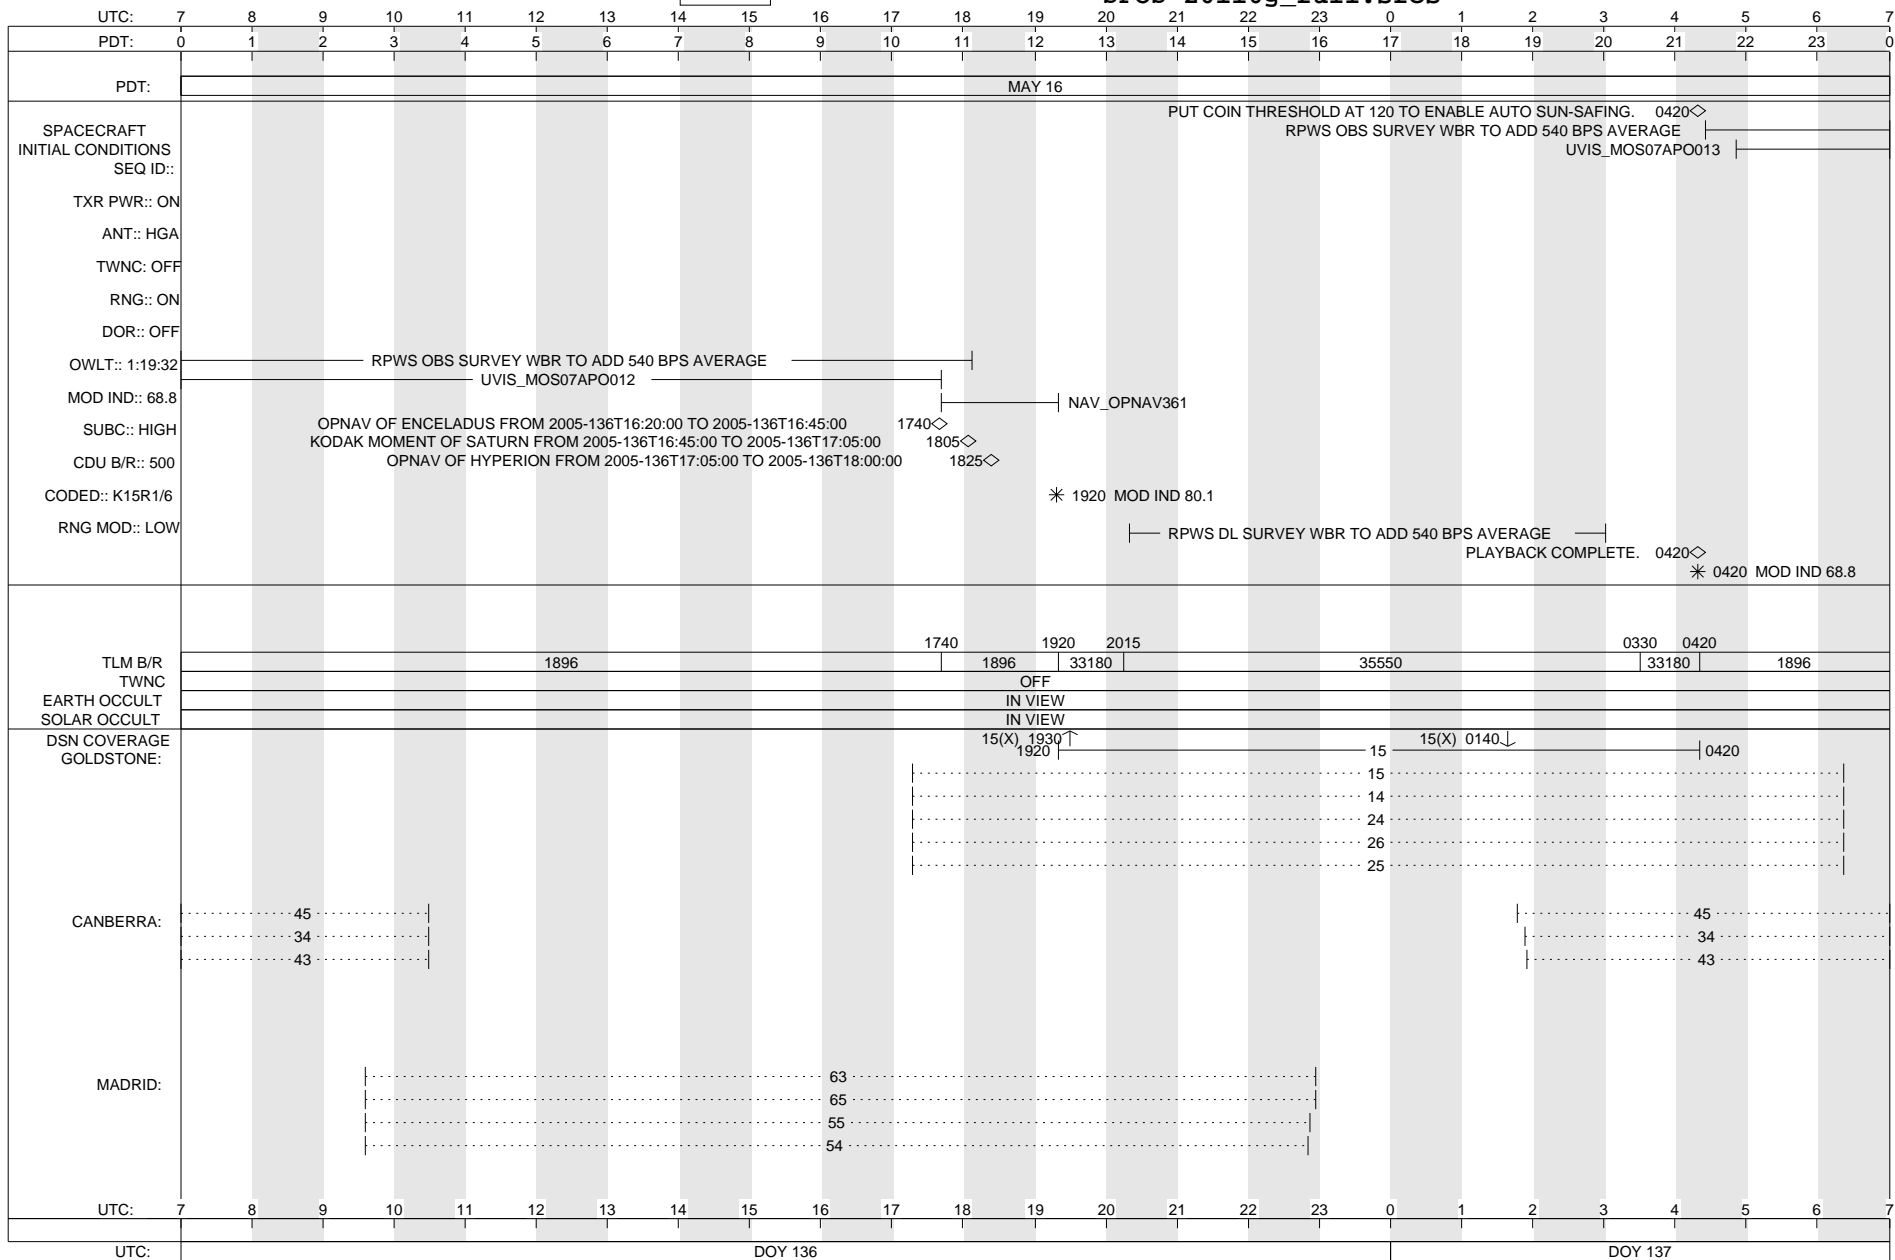 UTC: 7 8 9 10 11 12 13 14 15 16 17 18 19 20 21 22 23 0 1 2 3 4 5 6 7
PDT: 0 1 2 3 4 5 6 7 8 9 10 11 12 13 14 15 16 17 18 19 20 21 22 23 0
PDT: MAY 16
PUT COIN THRESHOLD AT 120 TO ENABLE AUTO SUN-SAFING. 0420
SPACECRAFT RPWS OBS SURVEY WBR TO ADD 540 BPS AVERAGE
INITIAL CONDITIONS UVIS_MOS07APO013
SEQ ID::
TXR PWR:: ON
ANT:: HGA
TWNC: OFF
RNG:: ON
DOR:: OFF
OWLT:: 1:19:32 RPWS OBS SURVEY WBR TO ADD 540 BPS AVERAGE
UVIS_MOS07APO012
MOD IND:: 68.8 NAV_OPNAV361
SUBC:: HIGH OPNAV OF ENCELADUS FROM 2005-136T16:20:00 TO 2005-136T16:45:00 1740
KODAK MOMENT OF SATURN FROM 2005-136T16:45:00 TO 2005-136T17:05:00 1805
CDU B/R:: 500 OPNAV OF HYPERION FROM 2005-136T17:05:00 TO 2005-136T18:00:00 1825
CODED:: K15R1/6 1920 MOD IND 80.1
RNG MOD:: LOW RPWS DL SURVEY WBR TO ADD 540 BPS AVERAGE
PLAYBACK COMPLETE. 0420
0420 MOD IND 68.8
1740 1920 2015 0330 0420
TLM B/R 1896 1896 33180 35550 33180 1896
TWNC OFF
EARTH OCCULT IN VIEW
SOLAR OCCULT IN VIEW
DSN COVERAGE 15(X) 1930 15(X) 0140
GOLDSTONE: 1920 15 0420
15
14
24
26
25
CANBERRA: 45 45
34 34
43 43
MADRID: 63
65
55
54
UTC: 7 8 9 10 11 12 13 14 15 16 17 18 19 20 21 22 23 0 1 2 3 4 5 6 7
UTC: DOY 136 DOY 137